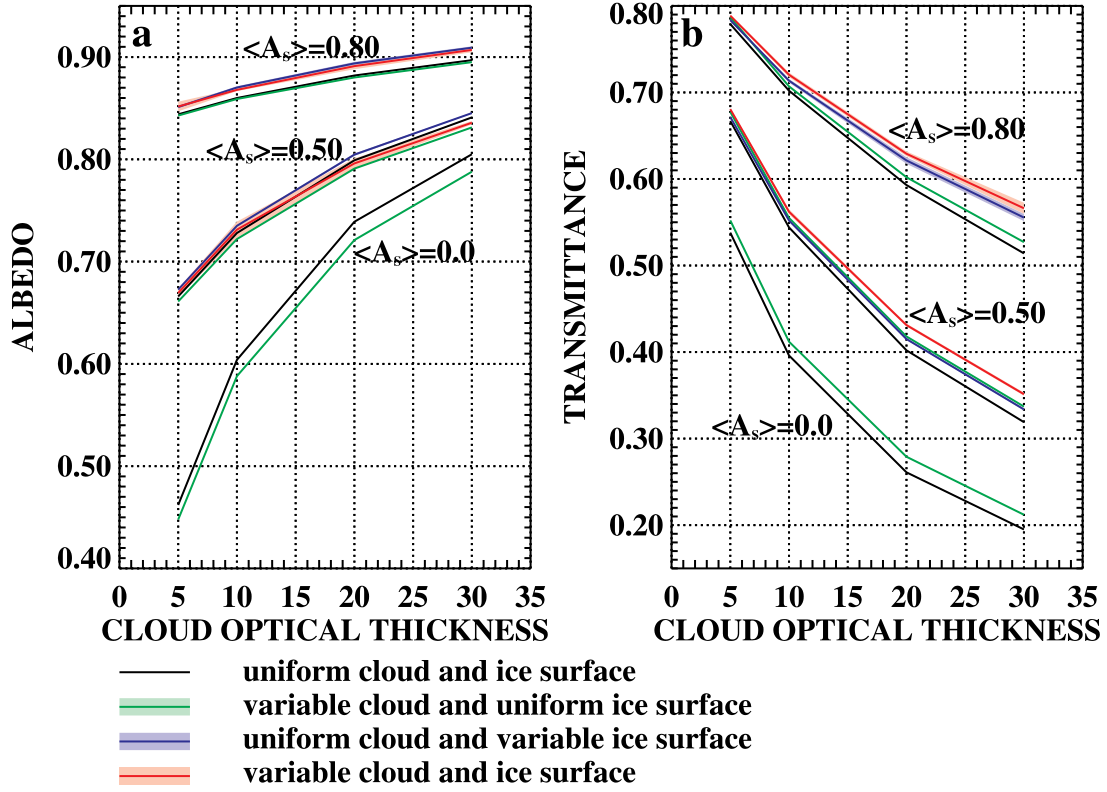 a
<As>=0.80
<As>=0.50
<As>=0.0
0.90
0.80
0.70
0.60
0.50
0.40
ALBEDO
0 5 10 15 20 25 30 35
CLOUD OPTICAL THICKNESS
b
<As>=0.80
<As>=0.50
<As>=0.0
0.80
0.70
0.60
0.50
0.40
0.30
0.20
TRANSMITTANCE
0 5 10 15 20 25 30 35
CLOUD OPTICAL THICKNESS
uniform cloud and ice surface
variable cloud and uniform ice surface
uniform cloud and variable ice surface
variable cloud and ice surface